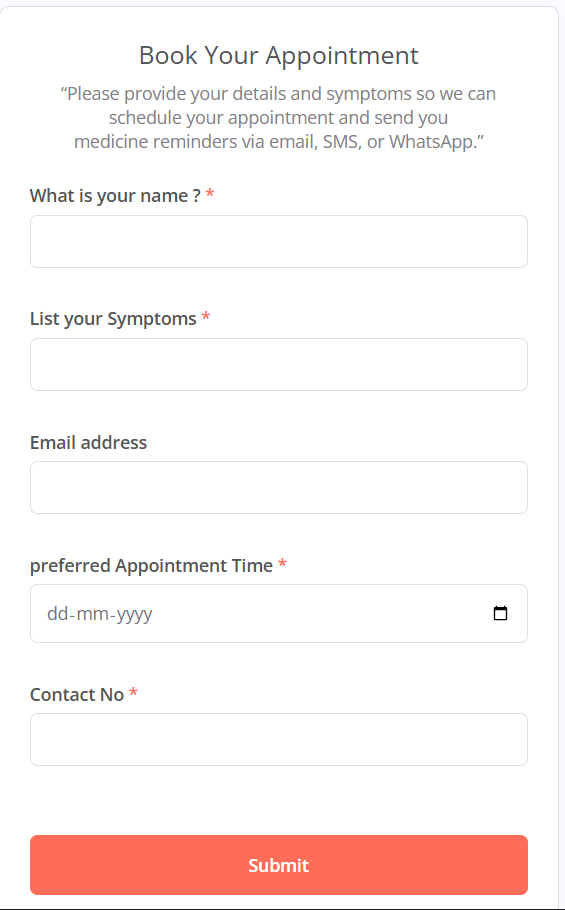 Book Your Appointment
“Please provide your details and symptoms so we can
schedule your appointment and send you
medicine reminders via email, SMS, or WhatsApp.”
What is your name ? *
List your Symptoms *
Email address
preferred Appointment Time *
dd-mm-yyyy
Contact No *
Submit